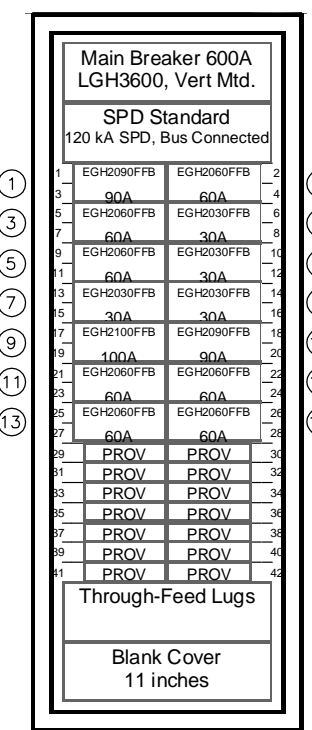 Main Breaker 600A
LGH3600, Vert Mtd.
SPD Standard
120 kA SPD, Bus Connected
1 EGH2090FFB EGH2060FFB 2
1
3 90A 60A 4
5 EGH2060FFB EGH2030FFB 6
3
7 60A 30A 8
9 EGH2060FFB EGH2030FFB 10
5
11 60A 30A 12
13 EGH2030FFB EGH2030FFB 14
7
15 30A 30A 16
17 EGH2100FFB EGH2090FFB 18
9
19 100A 90A 20
21 EGH2060FFB EGH2060FFB 22
11
23 60A 60A 24
25 EGH2060FFB EGH2060FFB 26
13
27 60A 60A 28
29 PROV PROV 30
31 PROV PROV 32
33 PROV PROV 34
35 PROV PROV 36
37 PROV PROV 38
39 PROV PROV 40
41 PROV PROV 42
Through-Feed Lugs
Blank Cover
11 inches